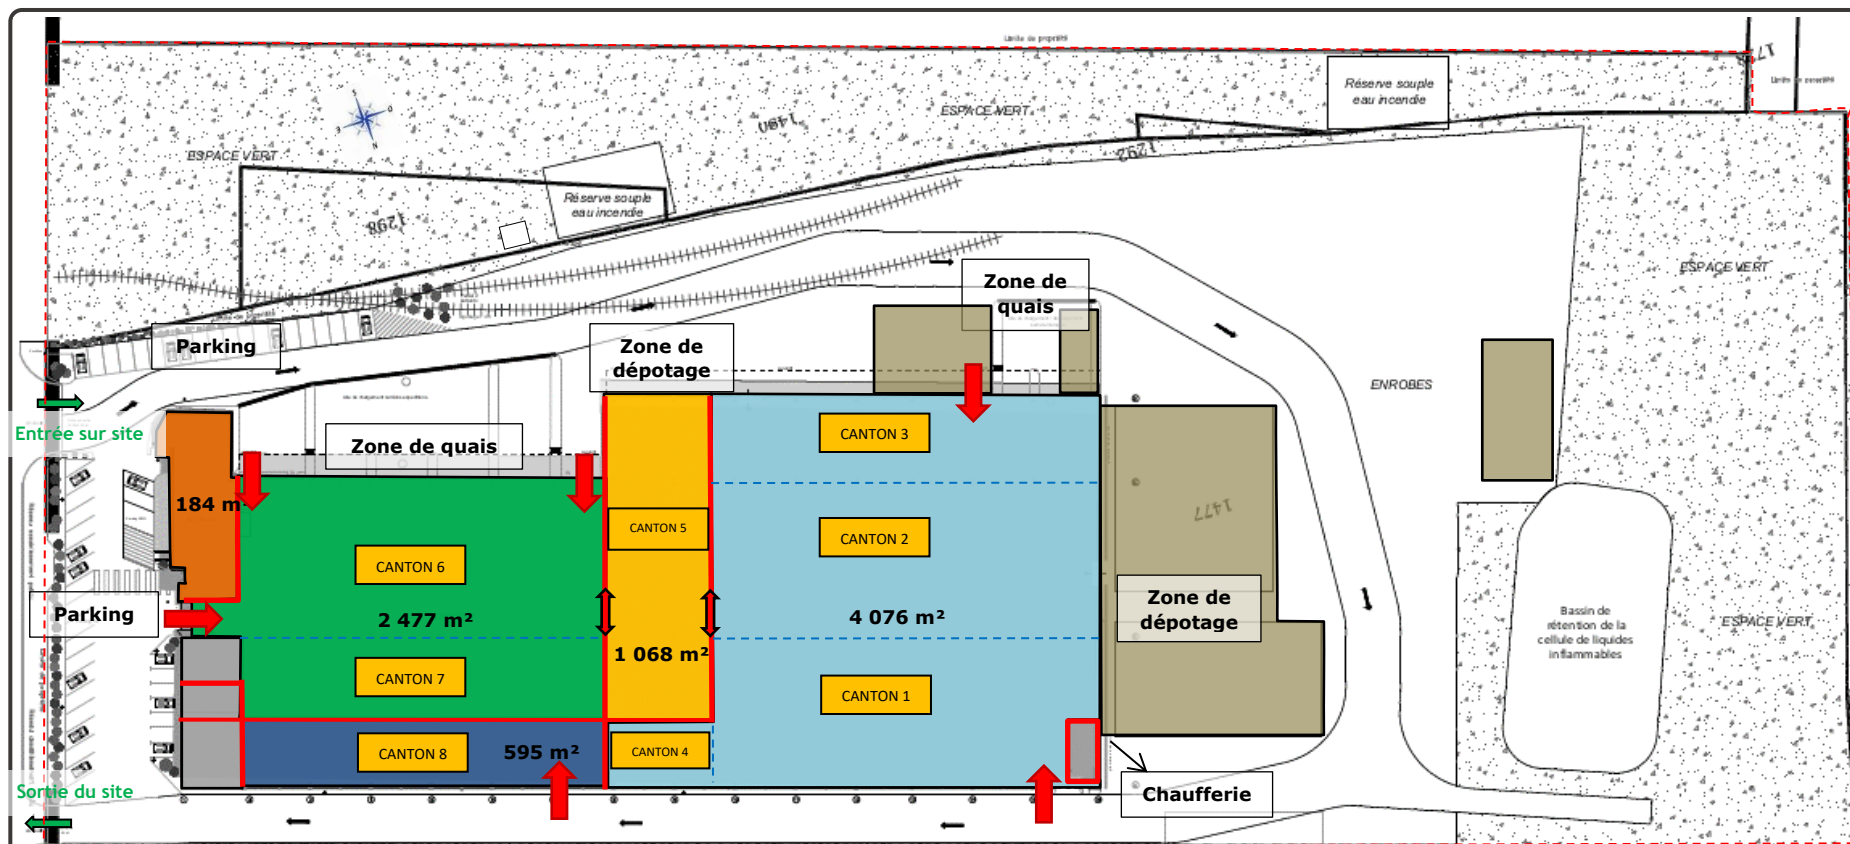 Limite de propriété
Limite de propriété
Réserve souple
eau incendie
ESPACE VERT
1490
1292
S
O
E
N
ESPACE VERT
Réserve souple
eau incendie
1298
ESPACE VERT
Zone de
quais
Parking
Zone de
dépotage
ENROBES
Entrée sur site
Zone de quais
CANTON 3
184 m²
1477
CANTON 5
CANTON 2
CANTON 6
Parking
2 477 m²
4 076 m²
Zone de
dépotage
Bassin de
rétention de la
cellule de liquides
inflammables
ESPACE VERT
1 068 m²
CANTON 7
CANTON 1
CANTON 8
595 m²
CANTON 4
Sortie du site
Chaufferie